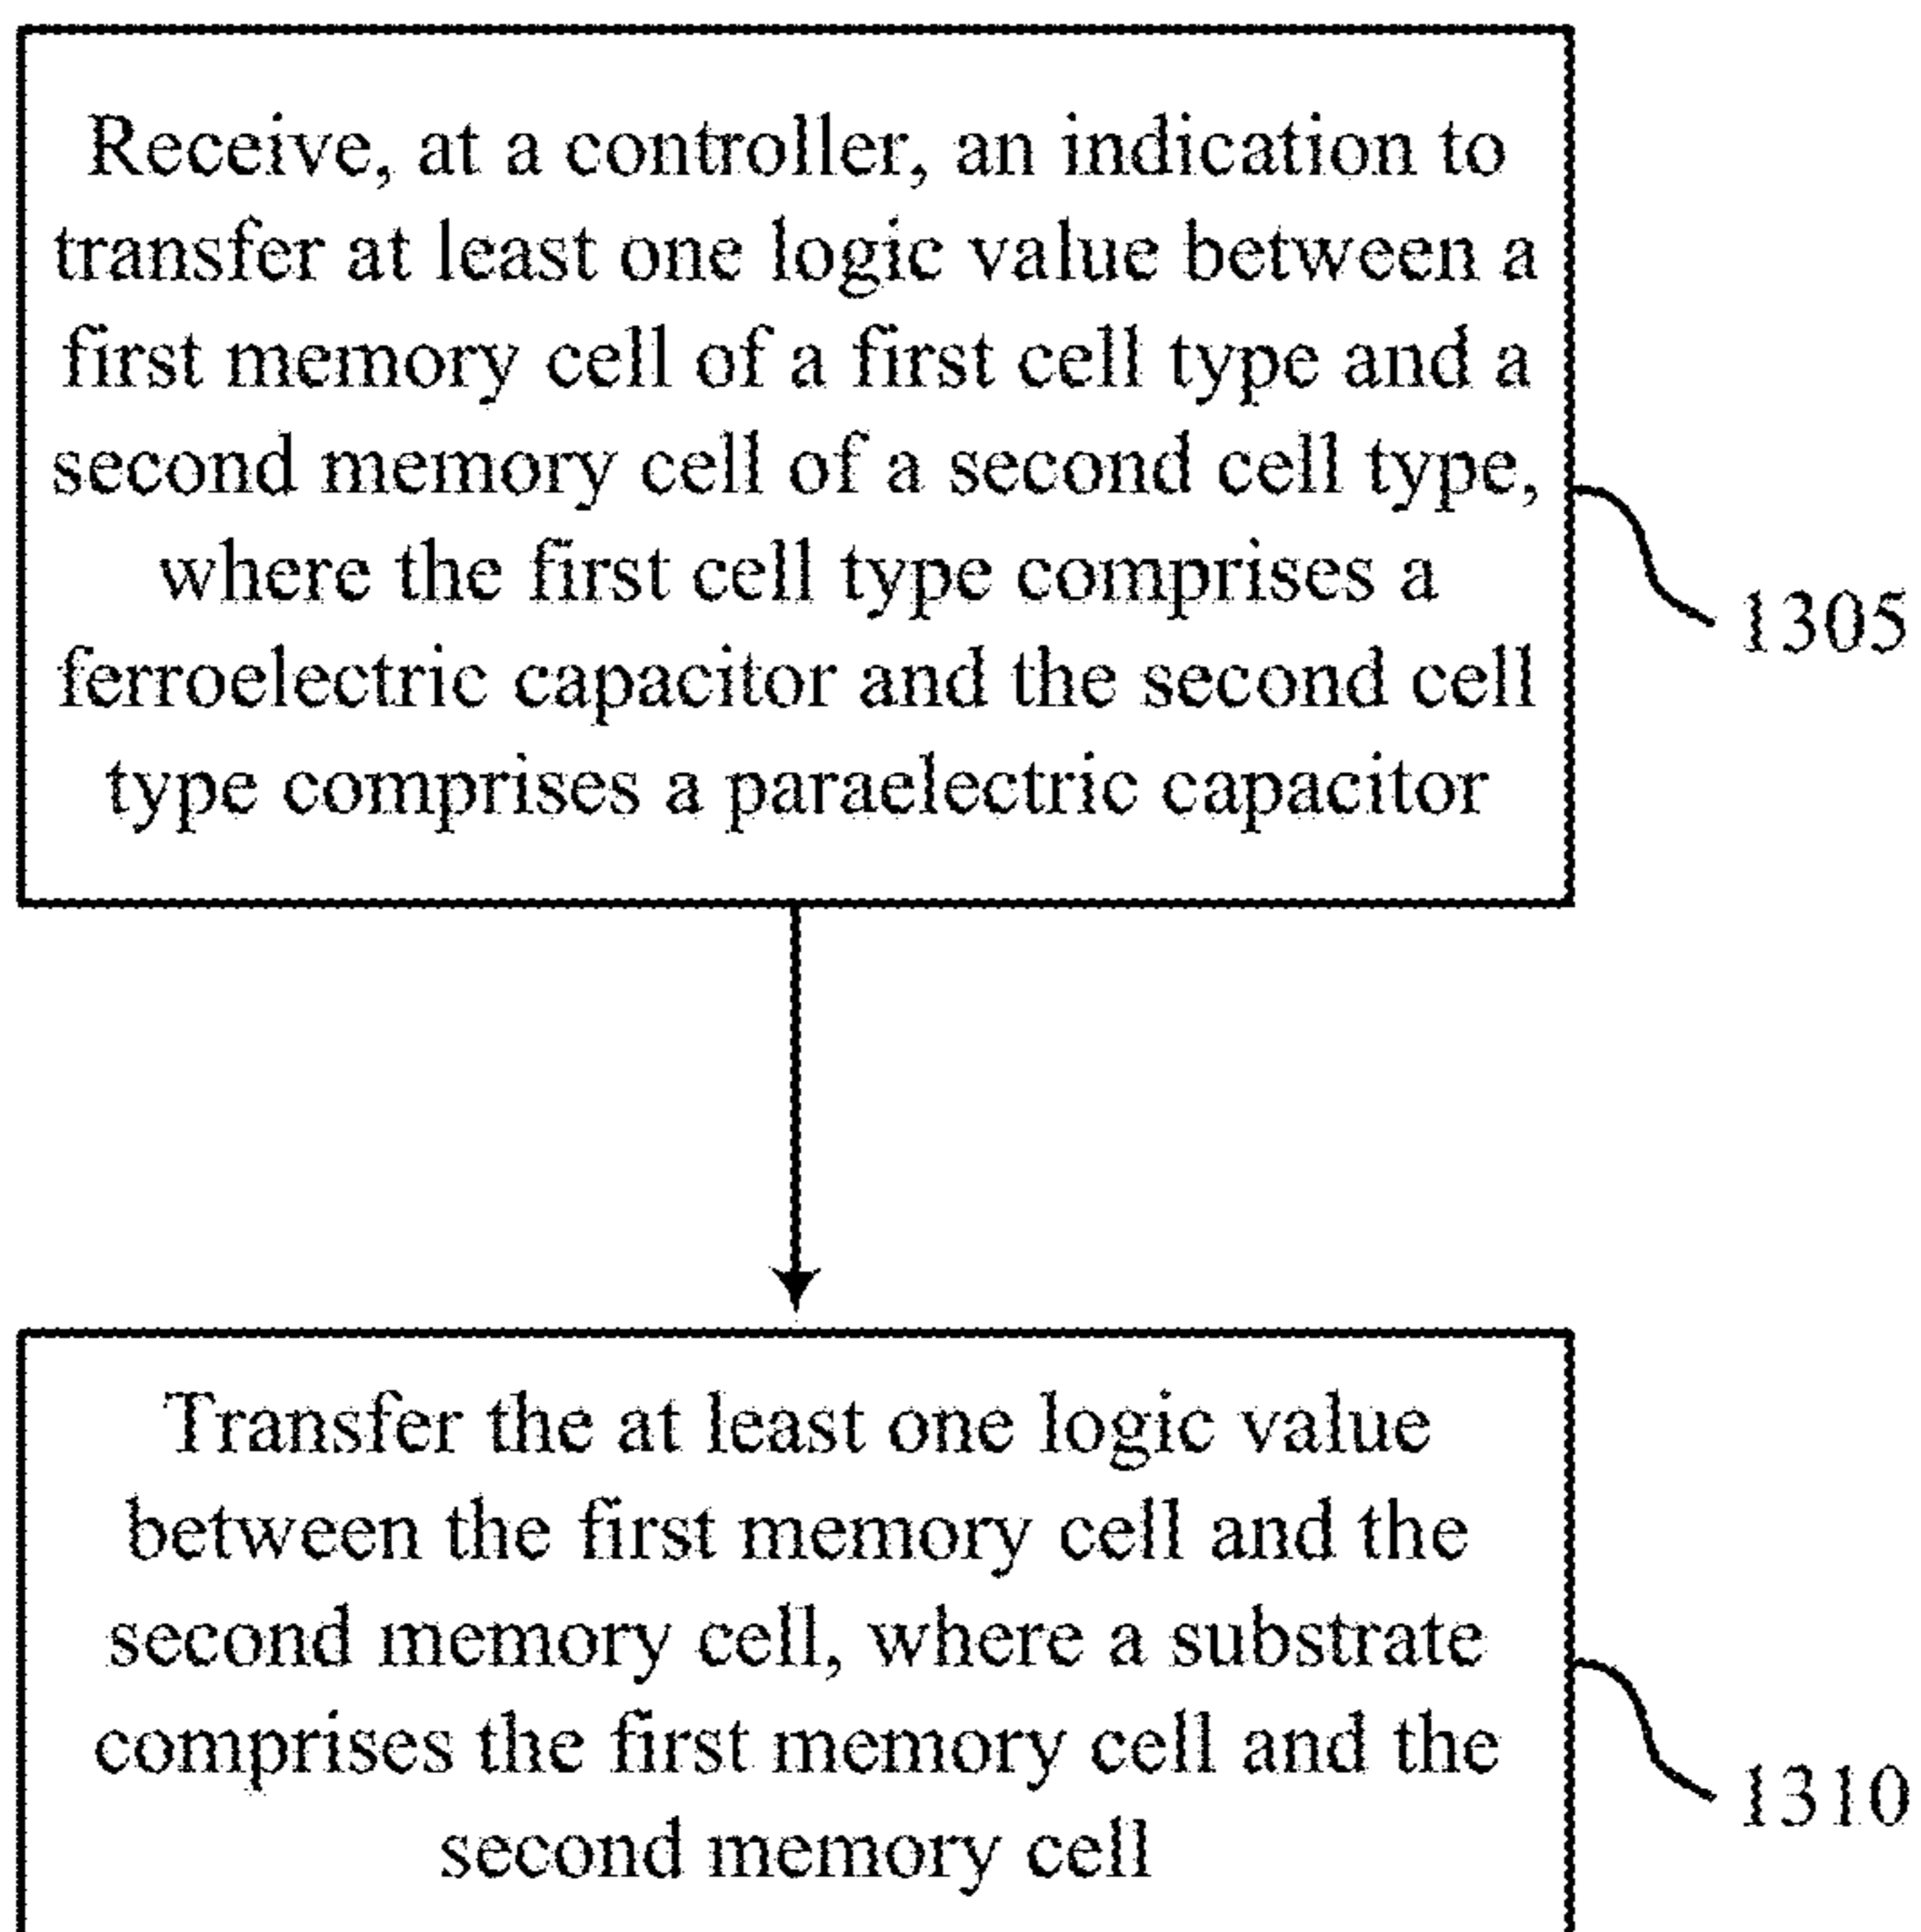 Receive, at a controller, an indication to
transfer at least one logic value between a
first memory cell of a first cell type and a
second memory cell of a second cell type,
where the first cell type comprises a
ferroelectric capacitor and the second cell
type comprises a paraelectric capacitor
1305
Transfer the at least one logic value
between the first memory cell and the
second memory cell, where a substrate
comprises the first memory cell and the
second memory cell
1310